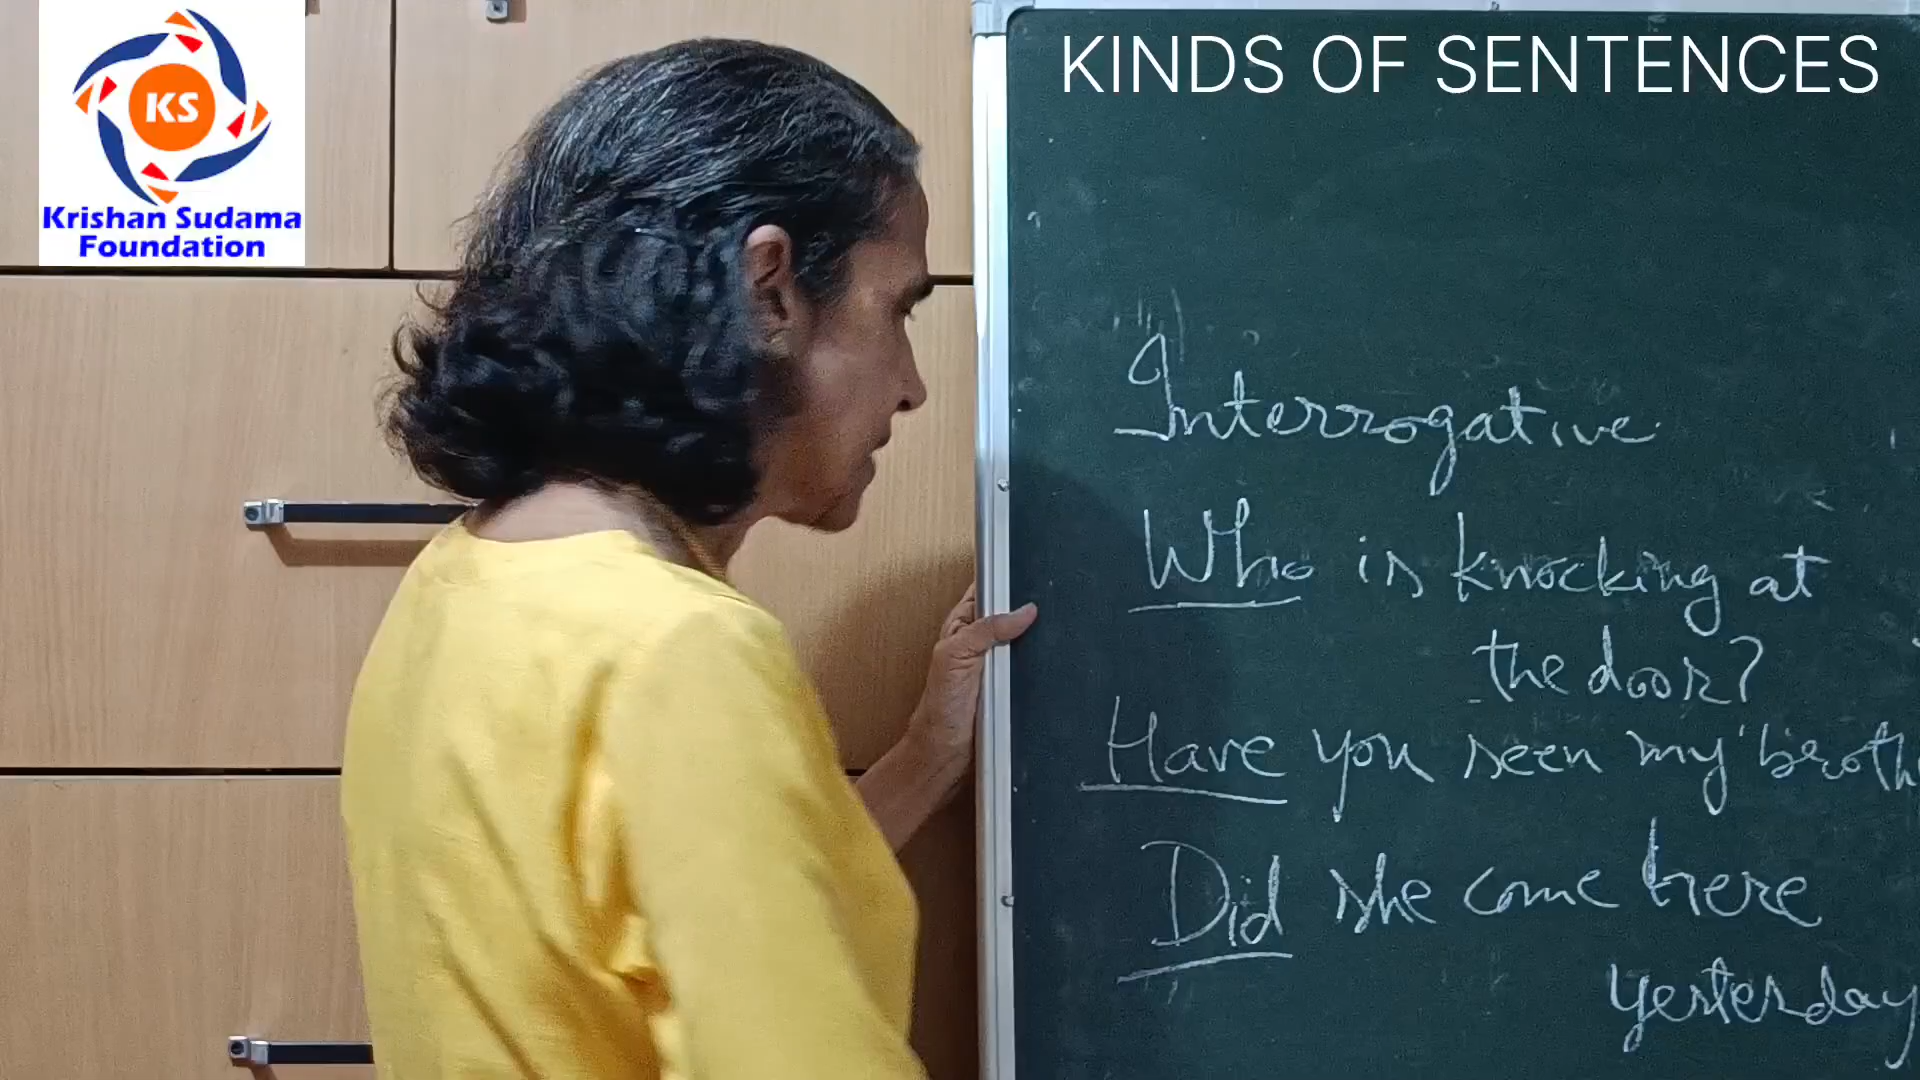 KS
Krishan Sudama
Foundation
KINDS OF SENTENCES
Interrogative
Who is knocking at
the door?
Have you seen my broth
Did she come here
yesterday